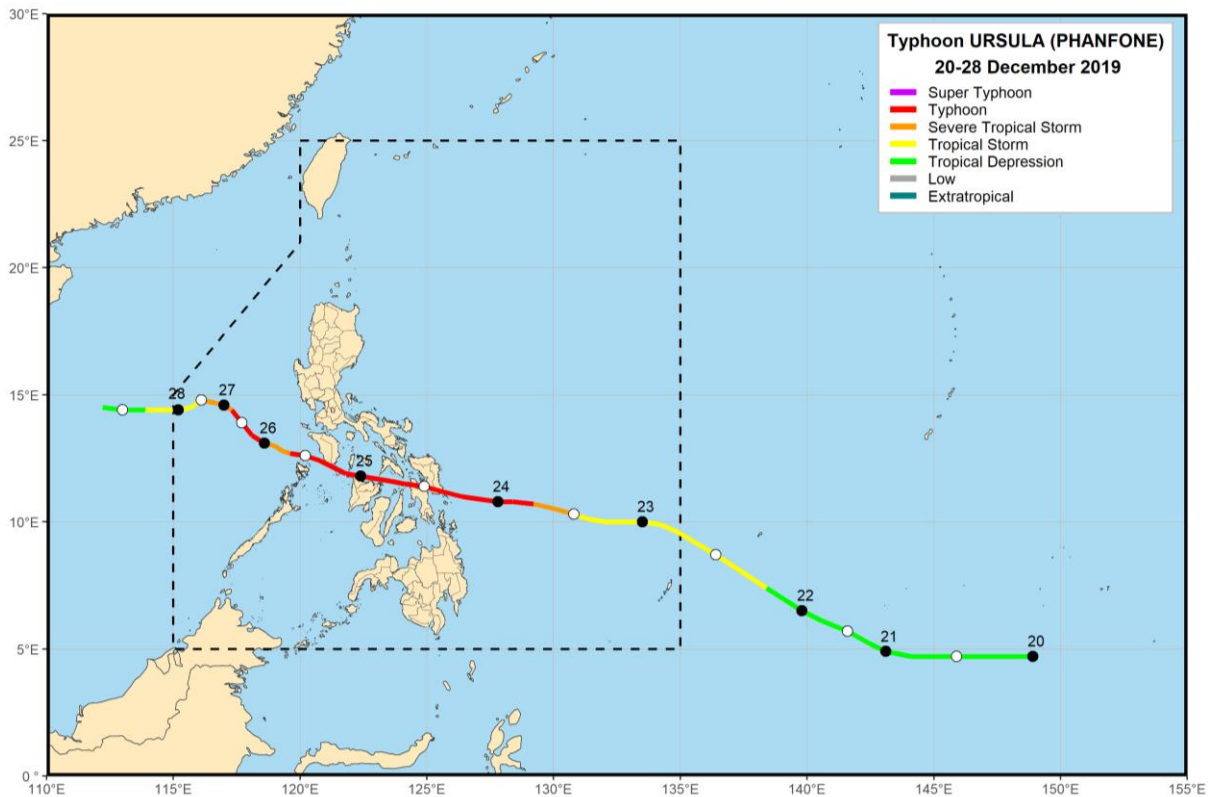 Typhoon URSULA (PHANFONE)
20-28 December 2019
Super Typhoon
Typhoon
Severe Tropical Storm
Tropical Storm
Tropical Depression
Low
Extratropical
30°E
25°E
20°E
15°E
10°E
5°E
0 °
28
27
26
25
24
23
22
21
20
110°E
115°E
120°E
125°E
130°E
135°E
140°E
145°E
150°E
155°E